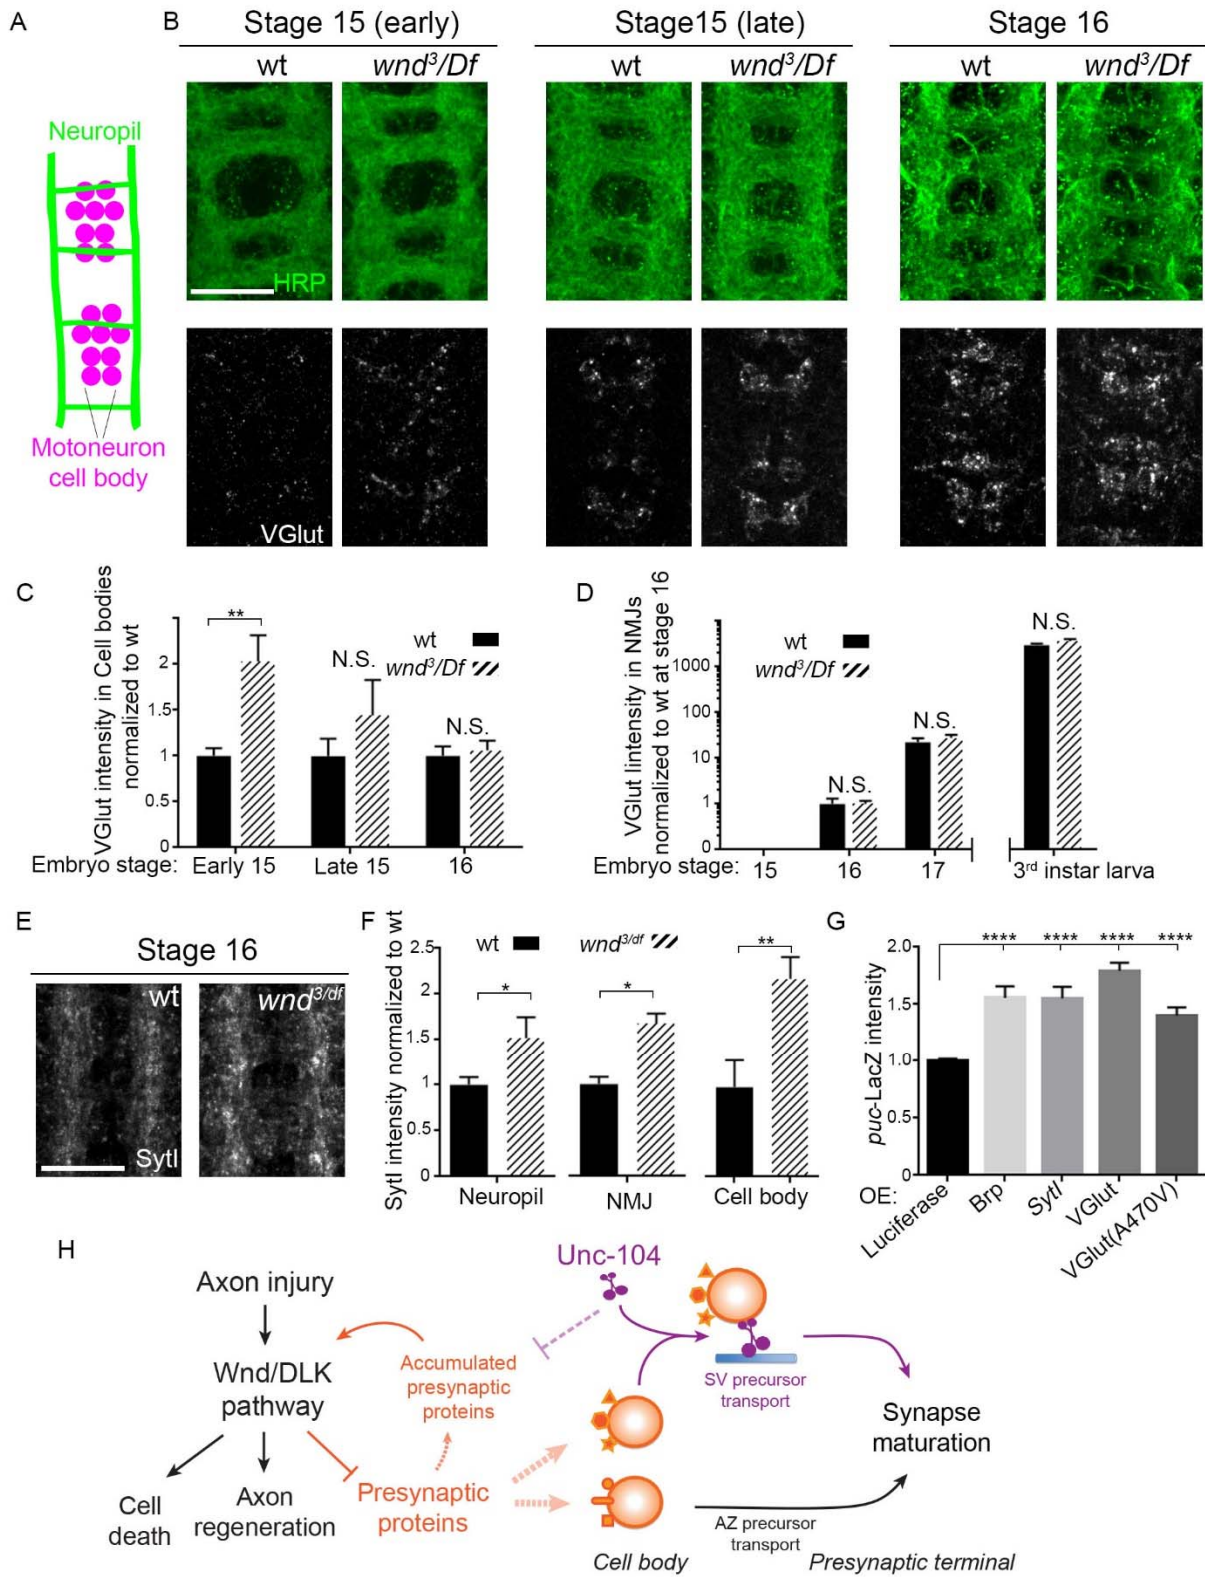 A
Neuropil
Motoneuron
cell body
B
Stage 15 (early)
Stage15 (late)
Stage 16
wt
wnd³/Df
wt
wnd³/Df
wt
wnd³/Df
HRP
VGlut
C
VGlut intensity in Cell bodies
normalized to wt
2
1.5
1
0.5
0
**
N.S.
N.S.
wt
wnd³/Df
Embryo stage:
Early 15
Late 15
16
D
VGlut lintensity in NMJs
normalized to wt at stage 16
1000
100
10
1
0
wt
wnd³/Df
N.S.
N.S.
N.S.
Embryo stage:
15
16
17
3rd instar larva
E
Stage 16
wt
wnd3/df
SytI
F
SytI intensity normalized to wt
2.5
2
1.5
1
0.5
0
wt
wnd3/df
*
*
**
Neuropil
NMJ
Cell body
G
puc-LacZ intensity
2.0
1.5
1.0
0.5
0
****
****
****
****
OE:
Luciferase
Brp
SytI
VGlut
VGlut(A470V)
H
Axon injury
Wnd/DLK
pathway
Cell
death
Axon
regeneration
Accumulated
presynaptic
proteins
Presynaptic
proteins
Unc-104
SV precursor
transport
AZ precursor
transport
Synapse
maturation
Cell body
Presynaptic terminal